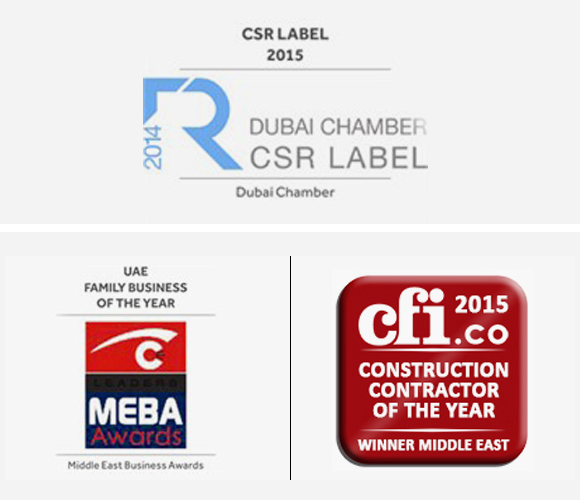 CSR LABEL
2015
2014
DUBAI CHAMBER
CSR LABEL
Dubai Chamber
UAE
FAMILY BUSINESS
OF THE YEAR
LEADERS
MEBA
Awards
Middle East Business Awards
cfi.co 2015
CONSTRUCTION
CONTRACTOR
OF THE YEAR
WINNER MIDDLE EAST